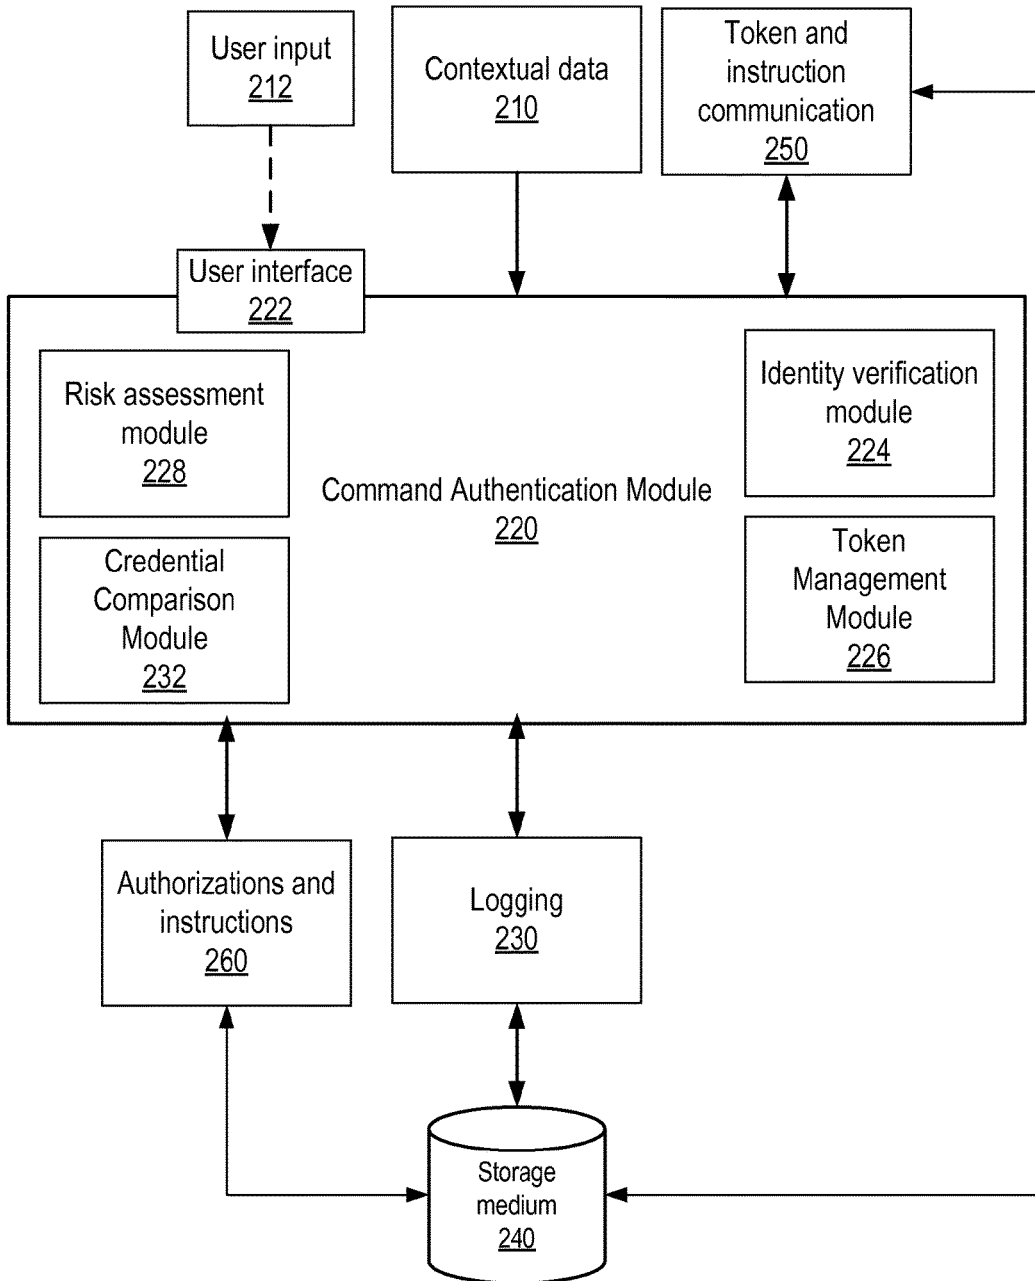 User input
212
Contextual data
210
Token and
instruction
communication
250
User interface
222
Risk assessment
module
228
Identity verification
module
224
Command Authentication Module
220
Credential
Comparison
Module
232
Token
Management
Module
226
Authorizations and
instructions
260
Logging
230
Storage
medium
240